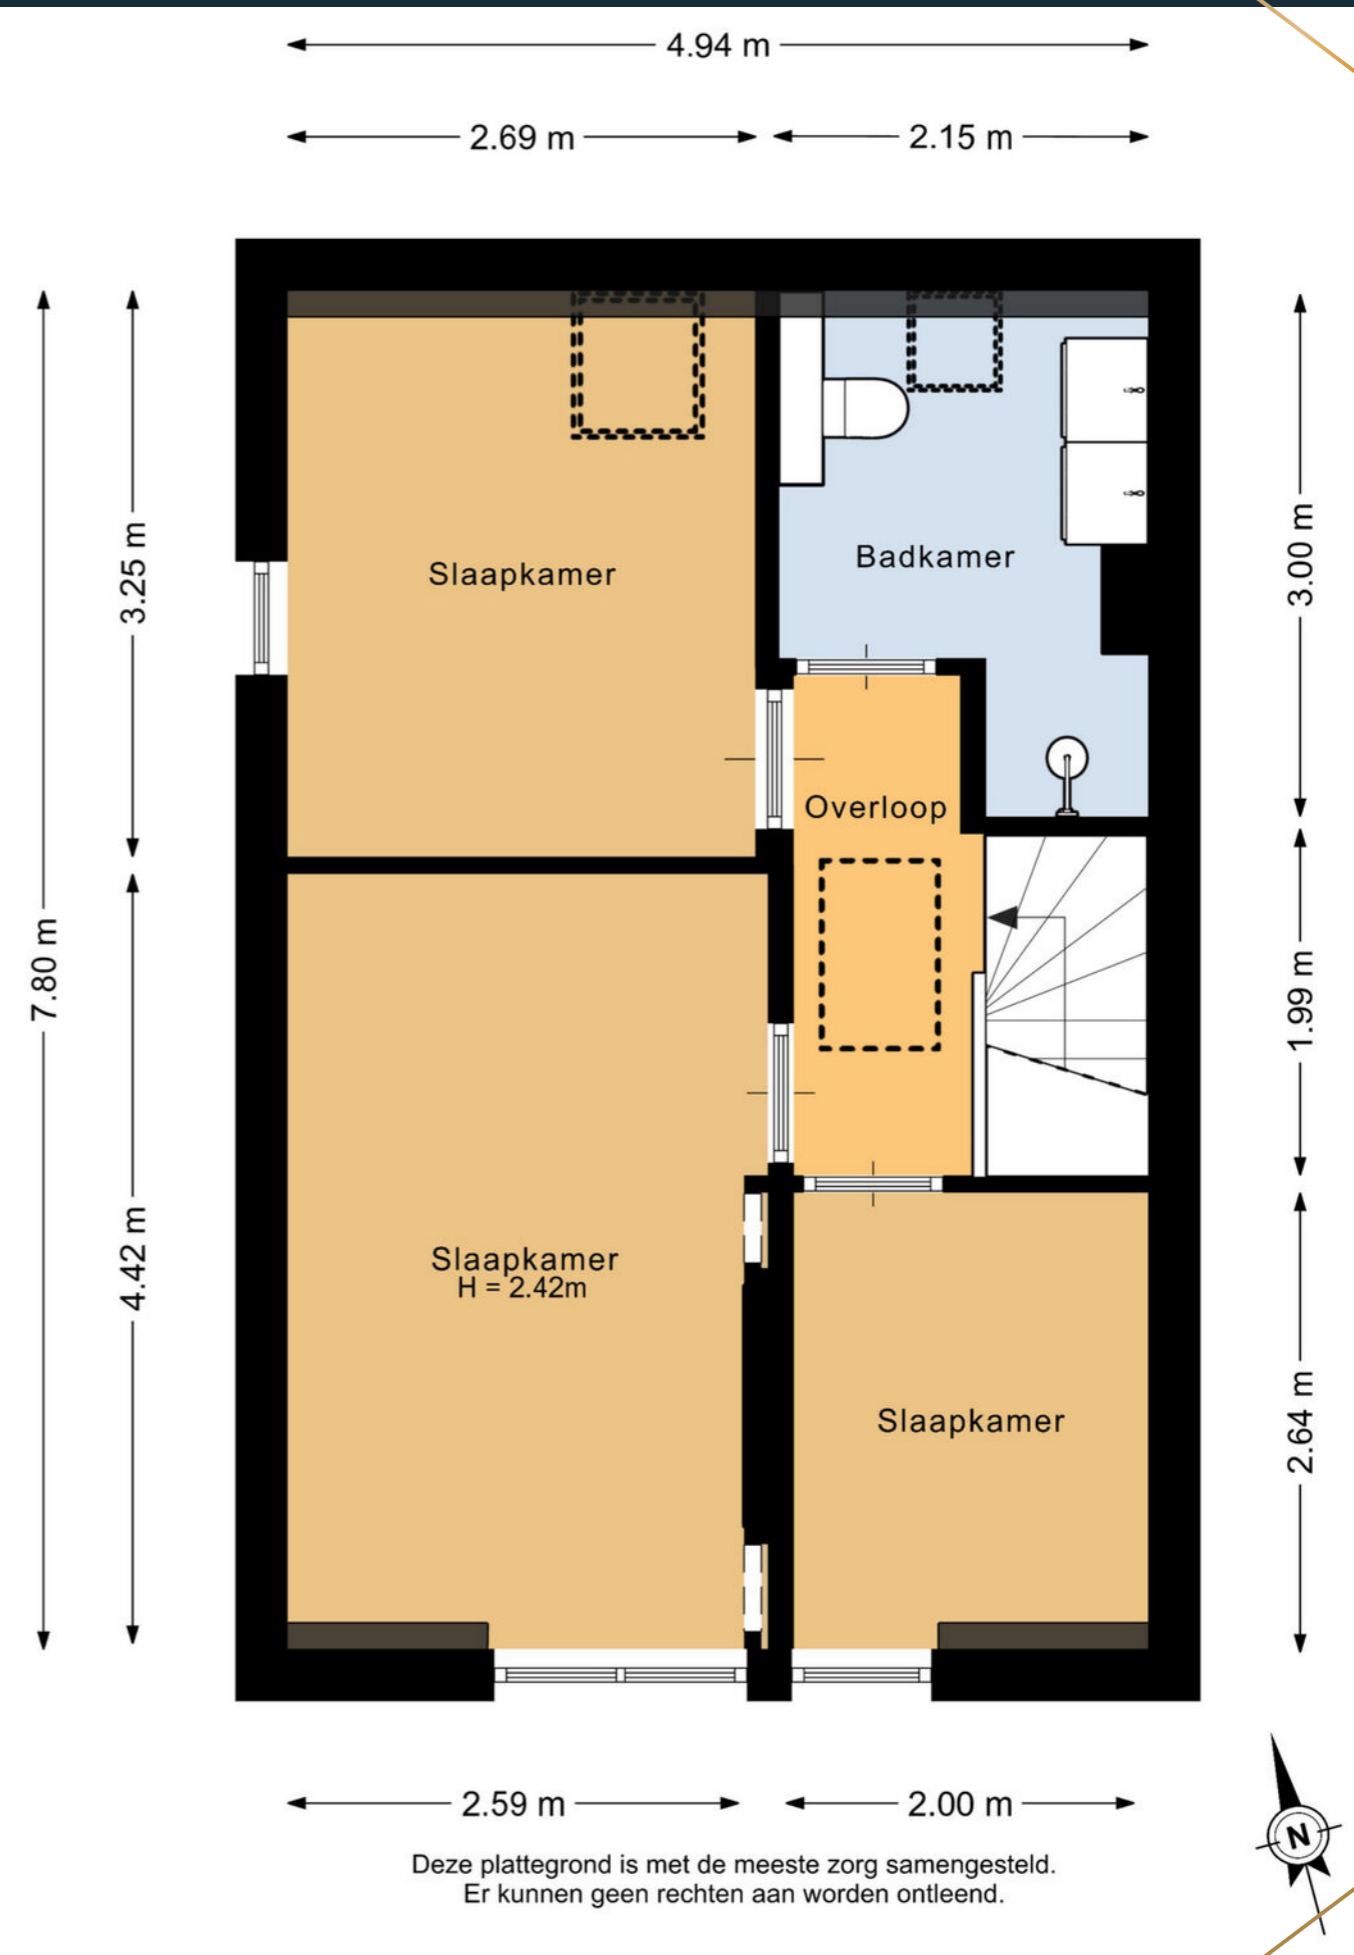 4.94 m
2.69 m
2.15 m
3.25 m
7.80 m
4.42 m
3.00 m
1.99 m
2.64 m
Slaapkamer
Badkamer
Overloop
Slaapkamer
H = 2.42m
Slaapkamer
2.59 m
2.00 m
Deze plattegrond is met de meeste zorg samengesteld.
Er kunnen geen rechten aan worden ontleend.
N